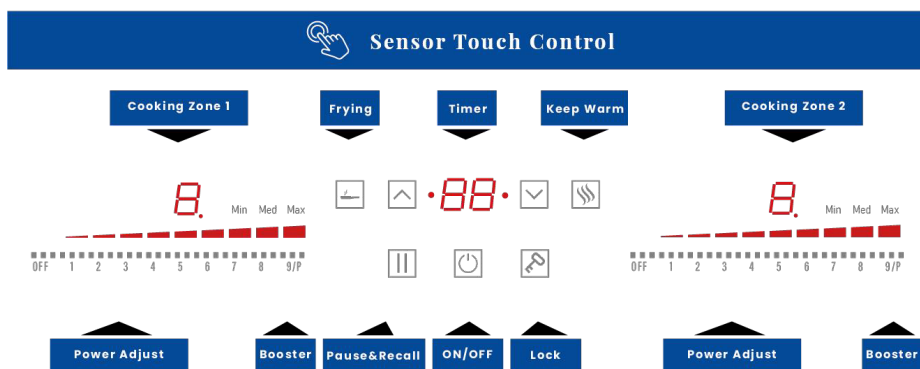 Sensor Touch Control
Cooking Zone 1
Frying
Timer
Keep Warm
Cooking Zone 2
8.
Min Med Max
88
8.
Min Med Max
OFF 1 2 3 4 5 6 7 8 9/P
OFF 1 2 3 4 5 6 7 8 9/P
Power Adjust
Booster
Pause&Recall
ON/OFF
Lock
Power Adjust
Booster